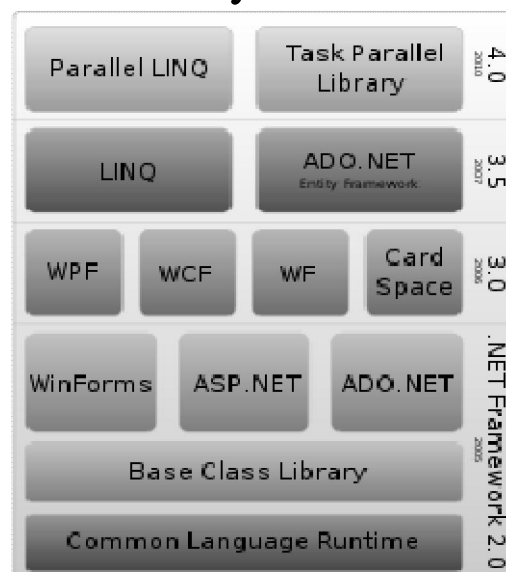 Parallel LINQ
Task Parallel
Library
4.0
2010
LINQ
ADO.NET
Entity Framework
3.5
2007
WPF
WCF
WF
Card
Space
3.0
2006
WinForms
ASP.NET
ADO.NET
Base Class Library
Common Language Runtime
.NET Framework 2.0
2005